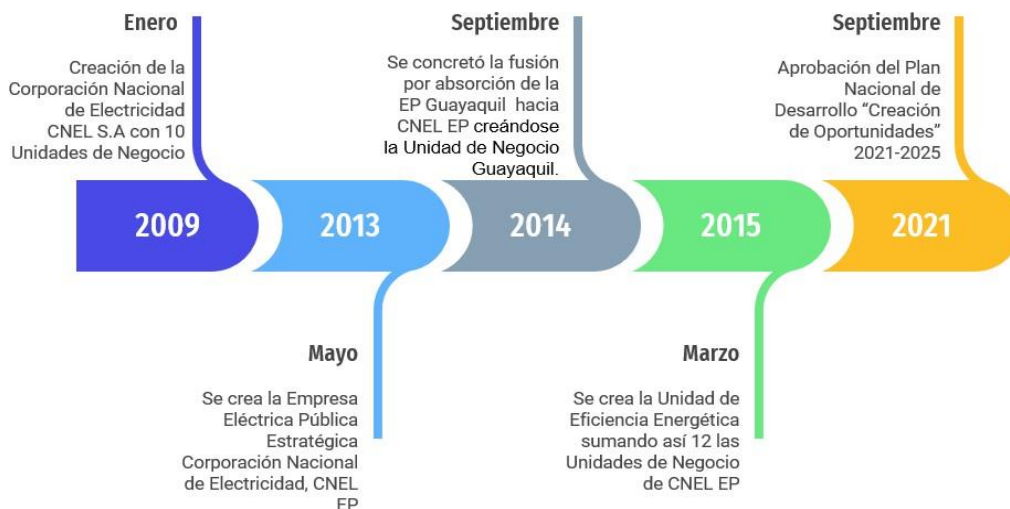 Enero
Creación de la
Corporación Nacional
de Electricidad
CNEL S.A con 10
Unidades de Negocio
Septiembre
Se concretó la fusión
por absorción de la
EP Guayaquil hacia
CNEL EP creándose
la Unidad de Negocio
Guayaquil.
Septiembre
Aprobación del Plan
Nacional de
Desarrollo “Creación
de Oportunidades”
2021-2025
2009
2013
2014
2015
2021
Mayo
Se crea la Empresa
Eléctrica Pública
Estratégica
Corporación Nacional
de Electricidad, CNEL
EP
Marzo
Se crea la Unidad de
Eficiencia Energética
sumando así 12 las
Unidades de Negocio
de CNEL EP